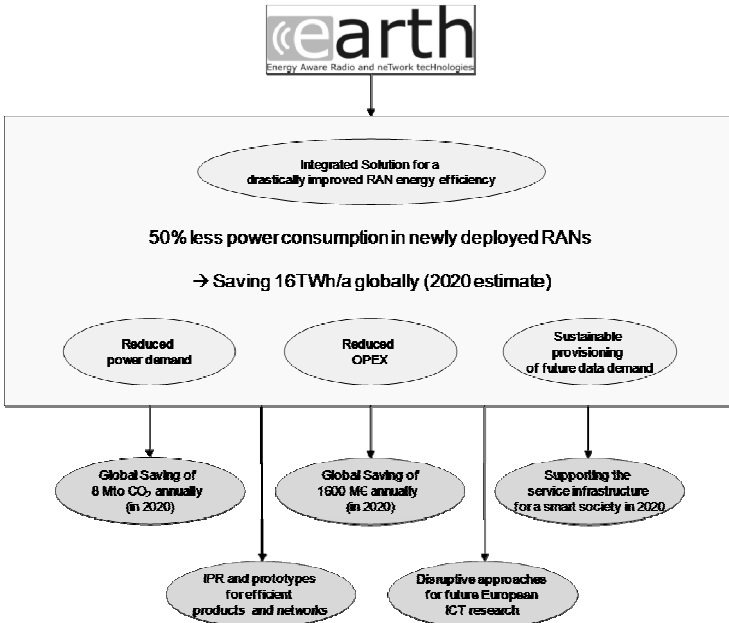 earth
Energy Aware Radio and neTwork tecHnologies
Integrated Solution for a
drastically improved RAN energy efficiency
50% less power consumption in newly deployed RANs
→ Saving 16TWh/a globally (2020 estimate)
Reduced
power demand
Reduced
OPEX
Sustainable
provisioning
of future data demand
Global Saving of
8 Mto CO₂ annually
(in 2020)
Global Saving of
1600 M€ annually
(in 2020)
Supporting the
service infrastructure
for a smart society in 2020
IPR and prototypes
for efficient
products and networks
Disruptive approaches
for future European
ICT research